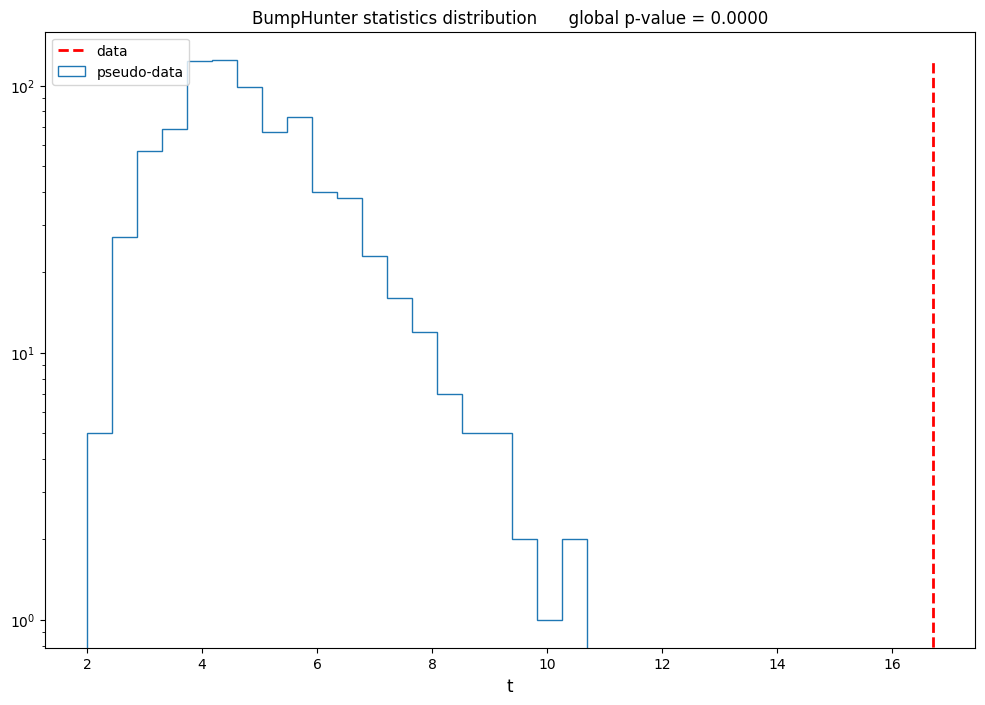 BumpHunter statistics distribution      global p-value = 0.0000
data
pseudo-data
10²
10¹
10⁰
2 4 6 8 10 12 14 16
t